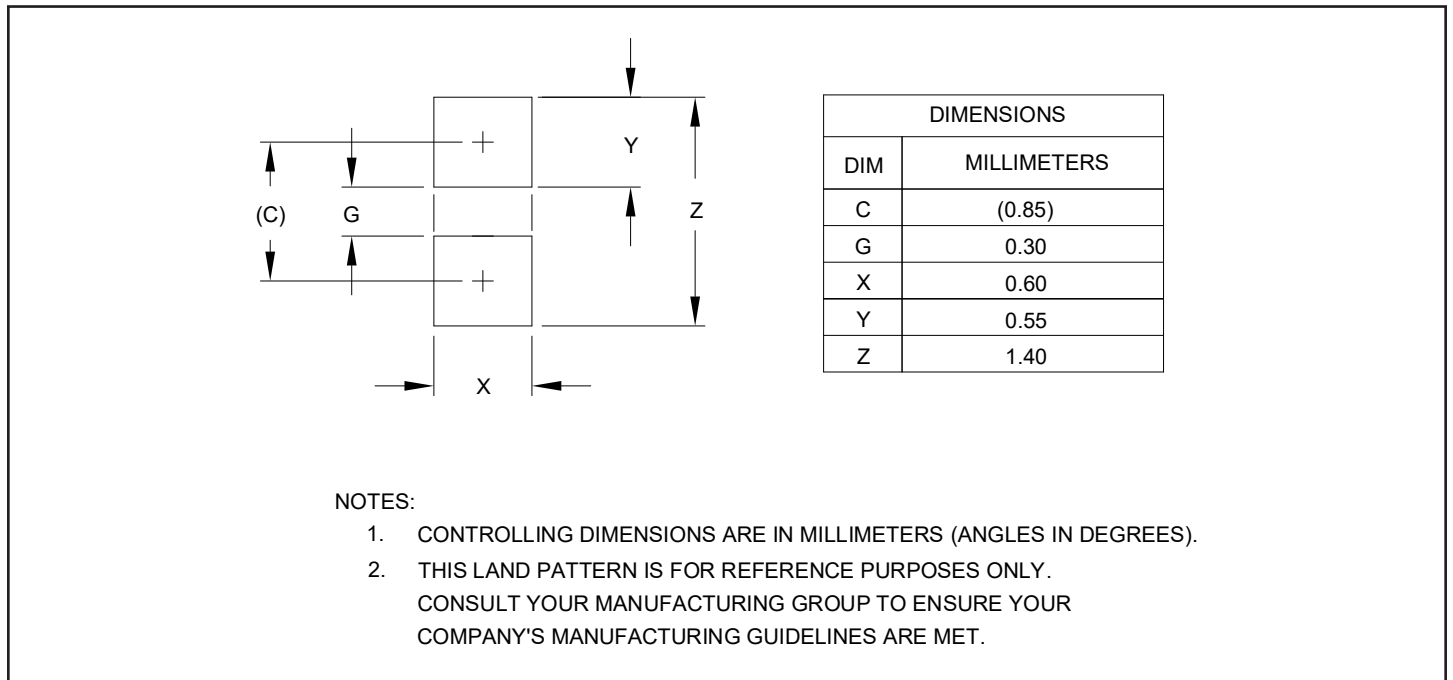 Y
(C)
G
Z
X
DIMENSIONS
DIM MILLIMETERS
C (0.85)
G 0.30
X 0.60
Y 0.55
Z 1.40
NOTES:
1. CONTROLLING DIMENSIONS ARE IN MILLIMETERS (ANGLES IN DEGREES).
2. THIS LAND PATTERN IS FOR REFERENCE PURPOSES ONLY.
CONSULT YOUR MANUFACTURING GROUP TO ENSURE YOUR
COMPANY'S MANUFACTURING GUIDELINES ARE MET.